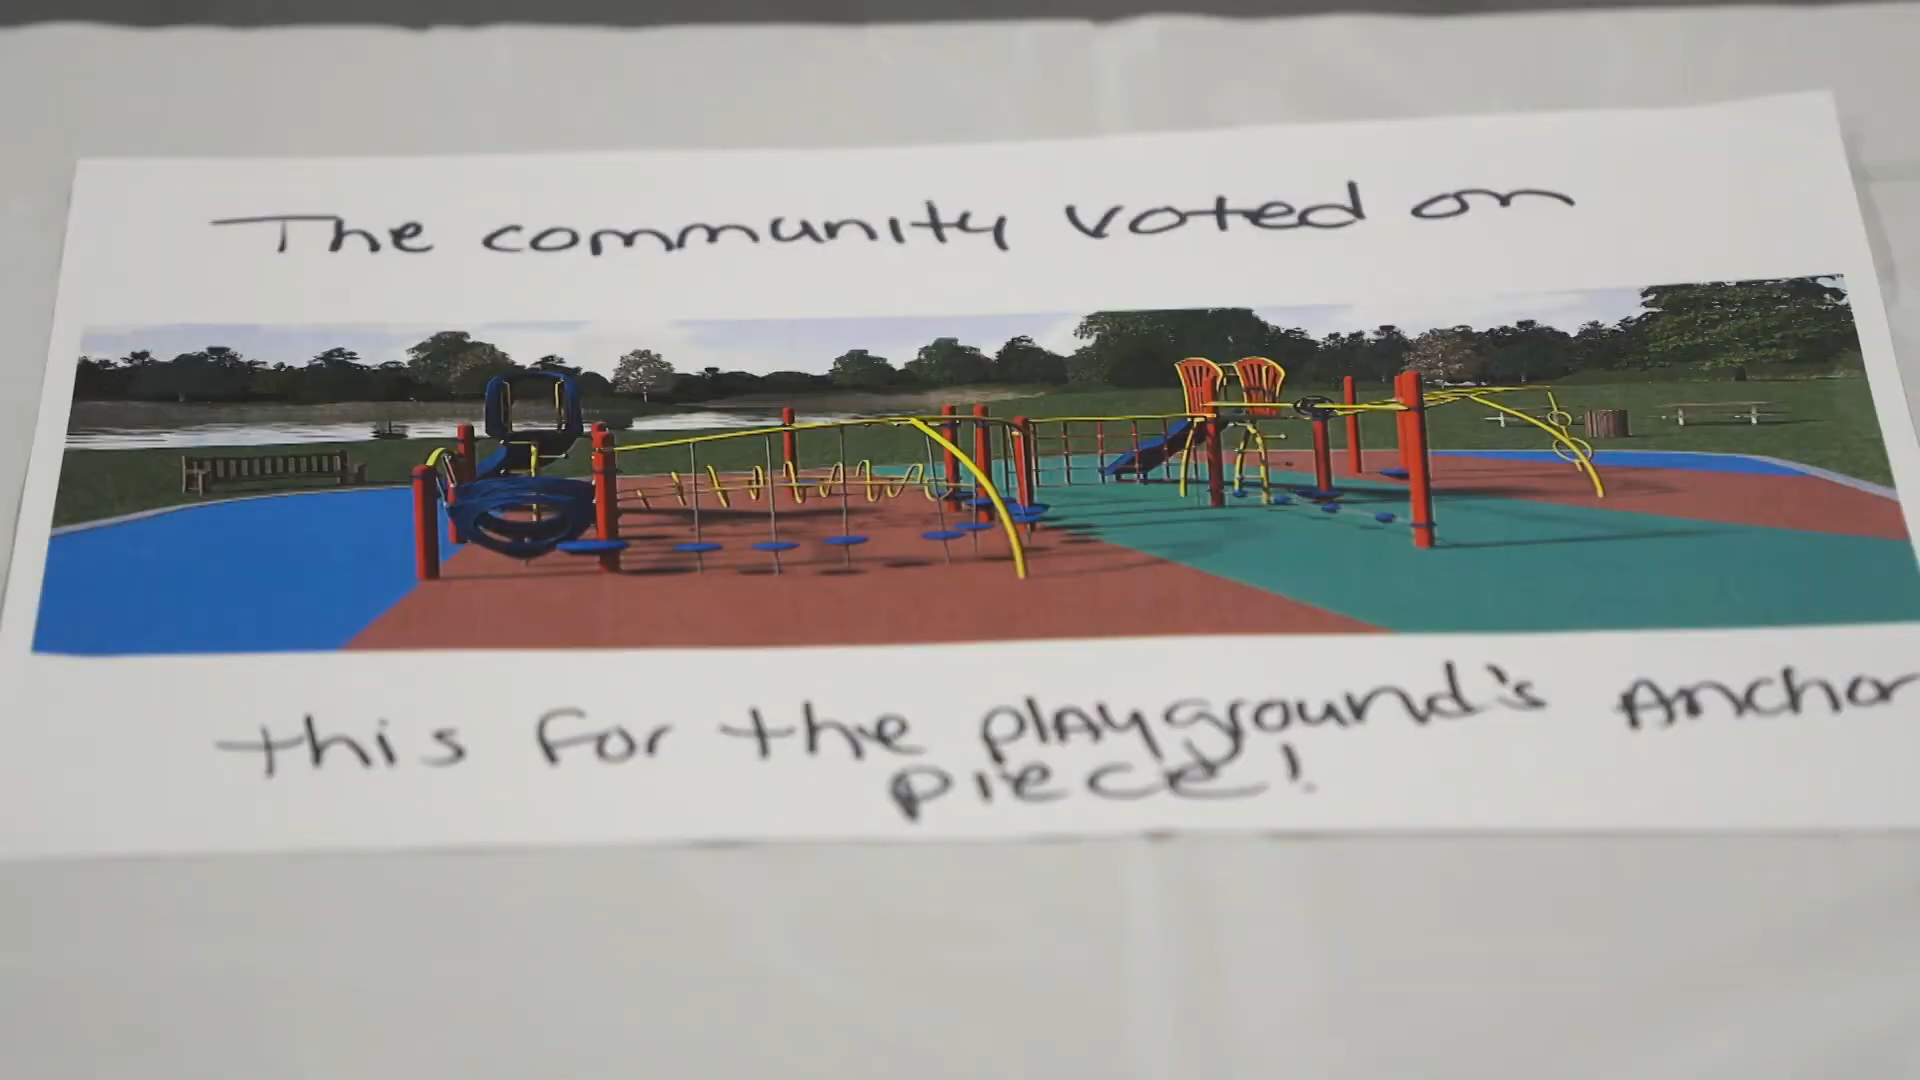 The community voted on
this for the playground's Anchor
piece!